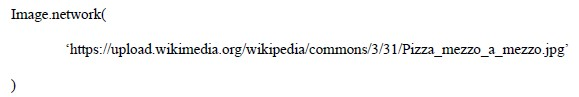 Image.network(
‘https://upload.wikimedia.org/wikipedia/commons/3/31/Pizza_mezzo_a_mezzo.jpg’
)